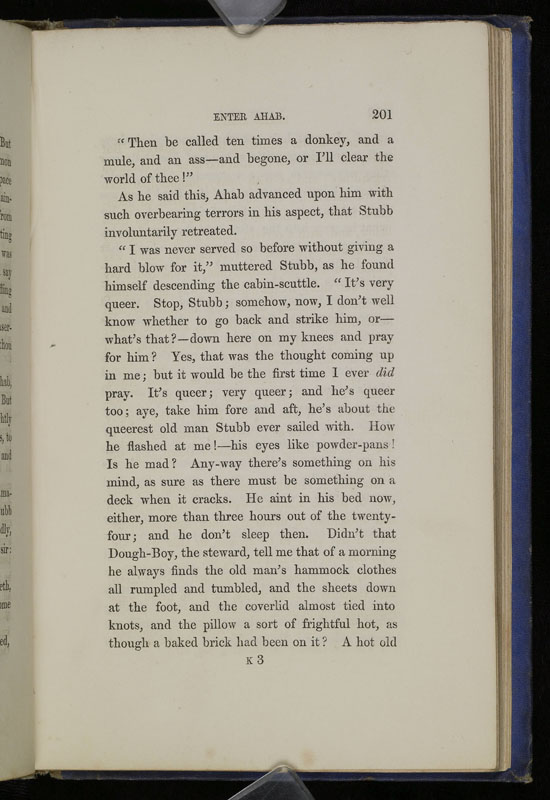 ENTER AHAB. 201
“Then be called ten times a donkey, and a
mule, and an ass—and begone, or I’ll clear the
world of thee!”
As he said this, Ahab advanced upon him with
such overbearing terrors in his aspect, that Stubb
involuntarily retreated.
“I was never served so before without giving a
hard blow for it,” muttered Stubb, as he found
himself descending the cabin-scuttle. “It’s very
queer. Stop, Stubb; somehow, now, I don’t well
know whether to go back and strike him, or—
what’s that?—down here on my knees and pray
for him? Yes, that was the thought coming up
in me; but it would be the first time I ever did
pray. It’s queer; very queer; and he’s queer
too; aye, take him fore and aft, he’s about the
queerest old man Stubb ever sailed with. How
he flashed at me!—his eyes like powder-pans!
Is he mad? Any-way there’s something on his
mind, as sure as there must be something on a
deck when it cracks. He aint in his bed now,
either, more than three hours out of the twenty-
four; and he don’t sleep then. Didn’t that
Dough-Boy, the steward, tell me that of a morning
he always finds the old man’s hammock clothes
all rumpled and tumbled, and the sheets down
at the foot, and the coverlid almost tied into
knots, and the pillow a sort of frightful hot, as
though a baked brick had been on it? A hot old
K 3